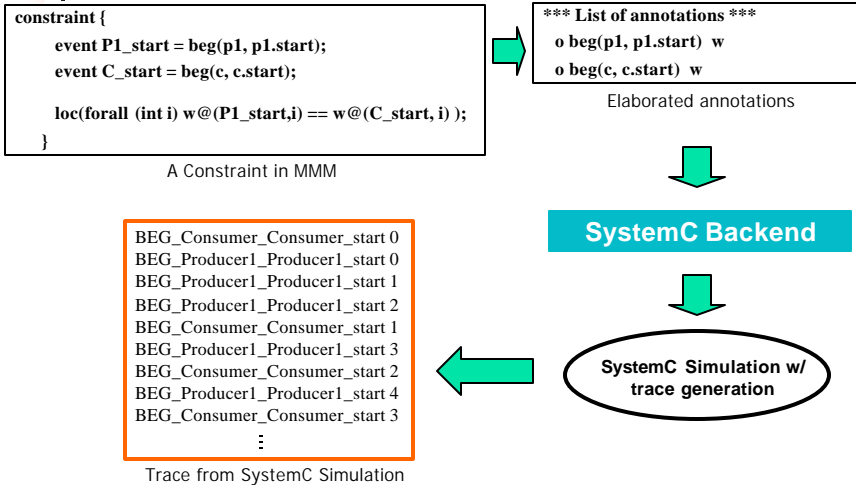 constraint {
event P1_start = beg(p1, p1.start);
event C_start = beg(c, c.start);
loc(forall (int i) w@(P1_start,i) == w@(C_start, i) );
}
A Constraint in MMM
*** List of annotations ***
o beg(p1, p1.start) w
o beg(c, c.start) w
Elaborated annotations
SystemC Backend
SystemC Simulation w/
trace generation
BEG_Consumer_Consumer_start 0
BEG_Producer1_Producer1_start 0
BEG_Producer1_Producer1_start 1
BEG_Producer1_Producer1_start 2
BEG_Consumer_Consumer_start 1
BEG_Producer1_Producer1_start 3
BEG_Consumer_Consumer_start 2
BEG_Producer1_Producer1_start 4
BEG_Consumer_Consumer_start 3
⋮
Trace from SystemC Simulation